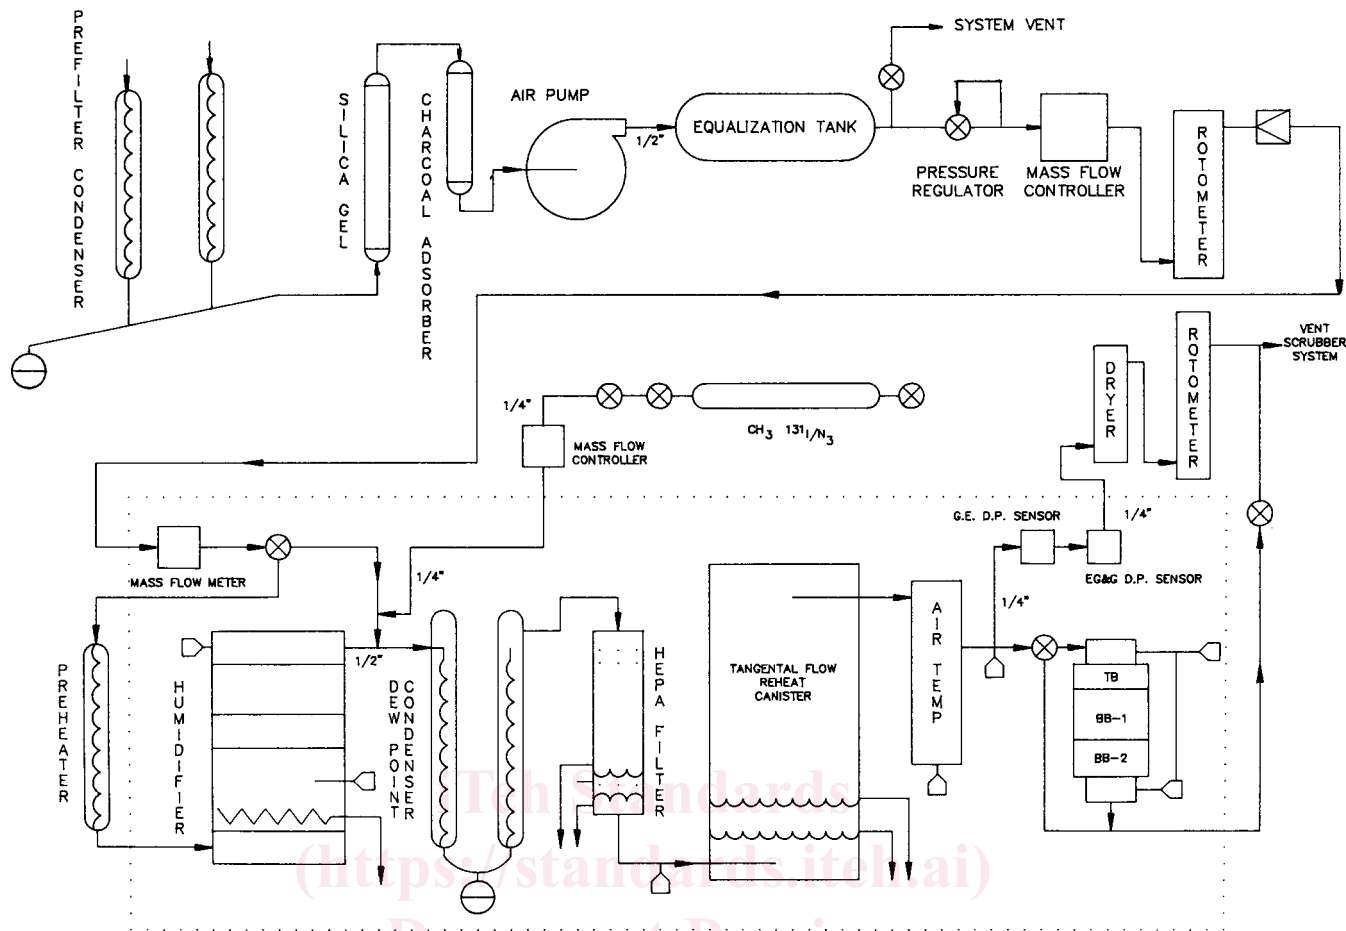 PREFILTER CONDENSER
SILICA GEL
CHARCOAL ADSORBER
AIR PUMP
1/2"
EQUALIZATION TANK
SYSTEM VENT
PRESSURE
REGULATOR
MASS FLOW
CONTROLLER
ROTOMETER
VENT
SCRUBBER
SYSTEM
ROTOMETER
DRYER
1/4"
CH3 131I/N3
MASS FLOW
CONTROLLER
1/4"
G.E. D.P. SENSOR
EG&G D.P. SENSOR
MASS FLOW METER
1/4"
1/4"
PREHEATER
HUMIDIFIER
1/2"
DEW POINT
CONDENSER
HEPA FILTER
TANGENTAL FLOW
REHEAT
CANISTER
AIR TEMP
TB
BB-1
BB-2
iTeh Standards
(https://standards.iteh.ai)